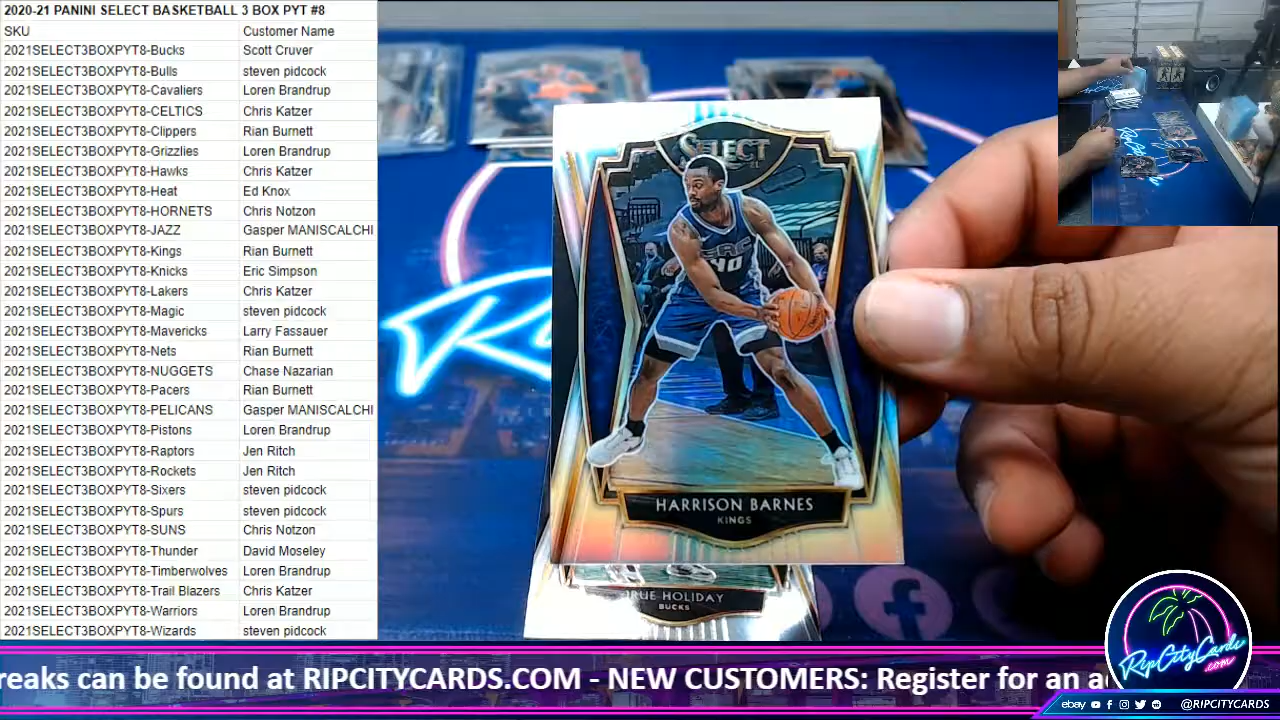 2020-21 PANINI SELECT BASKETBALL 3 BOX PYT #8
SKU Customer Name
2021SELECT3BOXPYT8-Bucks Scott Cruver
2021SELECT3BOXPYT8-Bulls steven pidcock
2021SELECT3BOXPYT8-Cavaliers Loren Brandrup
2021SELECT3BOXPYT8-CELTICS Chris Katzer
2021SELECT3BOXPYT8-Clippers Rian Burnett
2021SELECT3BOXPYT8-Grizzlies Loren Brandrup
2021SELECT3BOXPYT8-Hawks Chris Katzer
2021SELECT3BOXPYT8-Heat Ed Knox
2021SELECT3BOXPYT8-HORNETS Chris Notzon
2021SELECT3BOXPYT8-JAZZ Gasper MANISCALCHI
2021SELECT3BOXPYT8-Kings Rian Burnett
2021SELECT3BOXPYT8-Knicks Eric Simpson
2021SELECT3BOXPYT8-Lakers Chris Katzer
2021SELECT3BOXPYT8-Magic steven pidcock
2021SELECT3BOXPYT8-Mavericks Larry Fassauer
2021SELECT3BOXPYT8-Nets Rian Burnett
2021SELECT3BOXPYT8-NUGGETS Chase Nazarian
2021SELECT3BOXPYT8-Pacers Rian Burnett
2021SELECT3BOXPYT8-PELICANS Gasper MANISCALCHI
2021SELECT3BOXPYT8-Pistons Loren Brandrup
2021SELECT3BOXPYT8-Raptors Jen Ritch
2021SELECT3BOXPYT8-Rockets Jen Ritch
2021SELECT3BOXPYT8-Sixers steven pidcock
2021SELECT3BOXPYT8-Spurs steven pidcock
2021SELECT3BOXPYT8-SUNS Chris Notzon
2021SELECT3BOXPYT8-Thunder David Moseley
2021SELECT3BOXPYT8-Timberwolves Loren Brandrup
2021SELECT3BOXPYT8-Trail Blazers Chris Katzer
2021SELECT3BOXPYT8-Warriors Loren Brandrup
2021SELECT3BOXPYT8-Wizards steven pidcock
SELECT
40
HARRISON BARNES
KINGS
RUE HOLIDAY
BUCKS
reaks can be found at RIPCITYCARDS.COM - NEW CUSTOMERS: Register for an a
RipCityCards
.com
ebay @RIPCITYCARDS